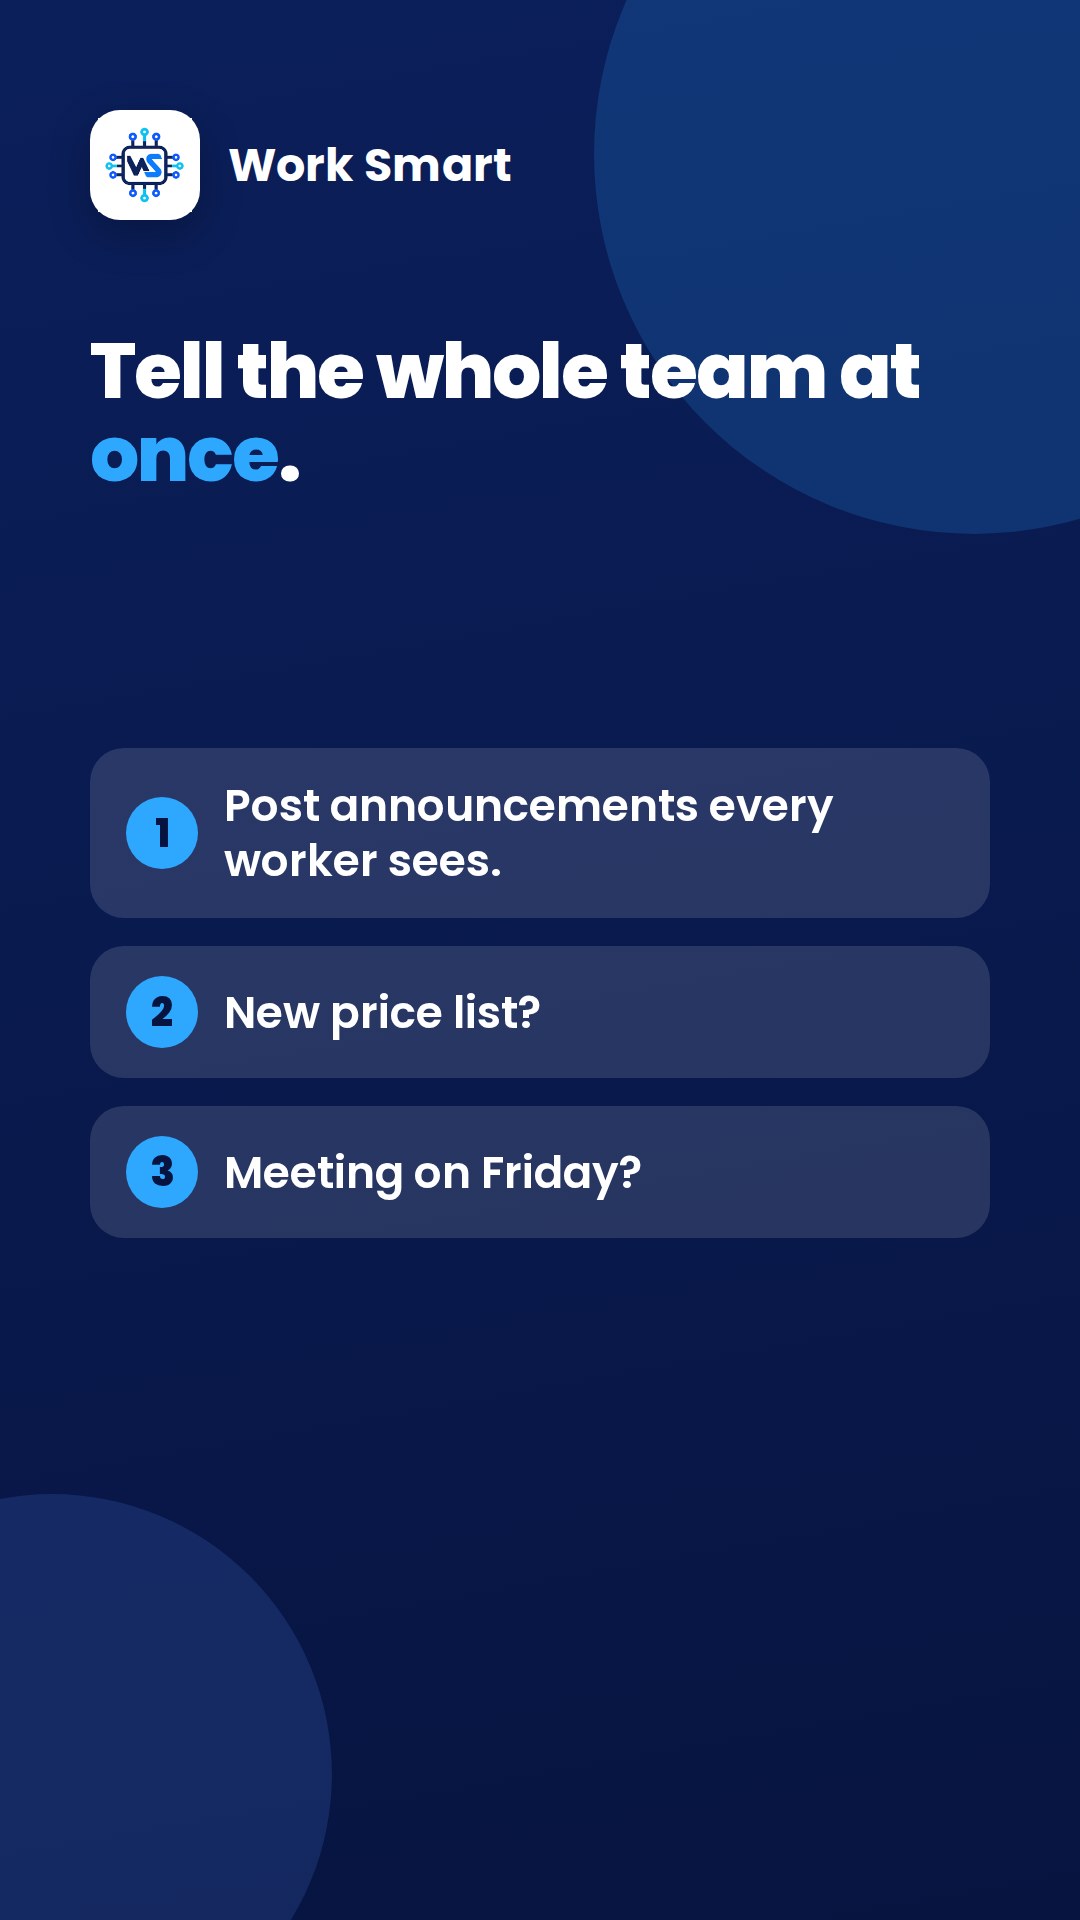 WS
Work Smart
Tell the whole team at
once.
1
Post announcements every
worker sees.
2
New price list?
3
Meeting on Friday?